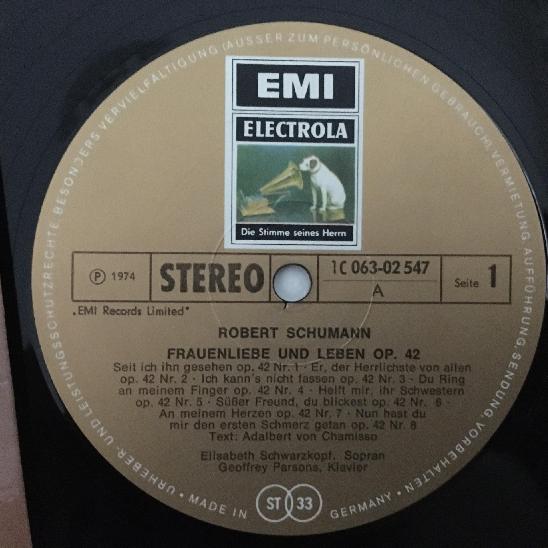 URHEBER- UND LEISTUNGSSCHUTZRECHTE, BESONDERS VERVIELFÄLTIGUNG (AUSSER ZUM PERSÖNLICHEN GEBRAUCH), VERMIETUNG, AUFFÜHRUNG, SENDUNG, VORBEHALTEN
EMI
ELECTROLA
Die Stimme seines Herrn
Ⓟ 1974
STEREO
1C 063-02 547
A
Seite 1
„EMI Records Limited"
ROBERT SCHUMANN
FRAUENLIEBE UND LEBEN OP. 42
Seit ich ihn gesehen op. 42 Nr. 1 · Er, der Herrlichste von allen
op. 42 Nr. 2 · Ich kann's nicht fassen op. 42 Nr. 3 · Du Ring
an meinem Finger op. 42 Nr. 4 · Helft mir, ihr Schwestern
op. 42 Nr. 5 · Süßer Freund, du blickest op. 42 Nr. 6 ·
An meinem Herzen op. 42 Nr. 7 · Nun hast du
mir den ersten Schmerz getan op. 42 Nr. 8
Text: Adalbert von Chamisso
Elisabeth Schwarzkopf, Sopran
Geoffrey Parsons, Klavier
• MADE IN ST 33 GERMANY •